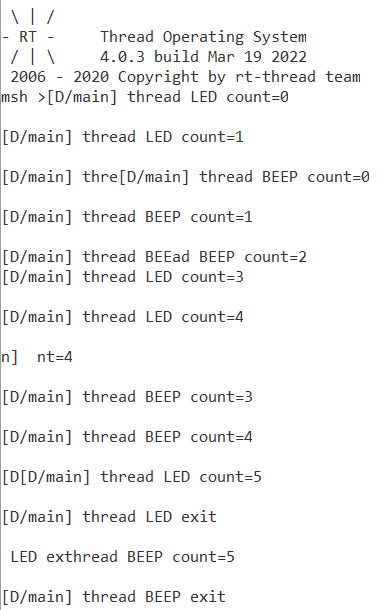 \ | /
- RT -     Thread Operating System
 / | \     4.0.3 build Mar 19 2022
 2006 - 2020 Copyright by rt-thread team
msh >[D/main] thread LED count=0
[D/main] thread LED count=1
[D/main] thre[D/main] thread BEEP count=0
[D/main] thread BEEP count=1
[D/main] thread BEEad BEEP count=2
[D/main] thread LED count=3
[D/main] thread LED count=4
n]  nt=4
[D/main] thread BEEP count=3
[D/main] thread BEEP count=4
[D[D/main] thread LED count=5
[D/main] thread LED exit
 LED exthread BEEP count=5
[D/main] thread BEEP exit